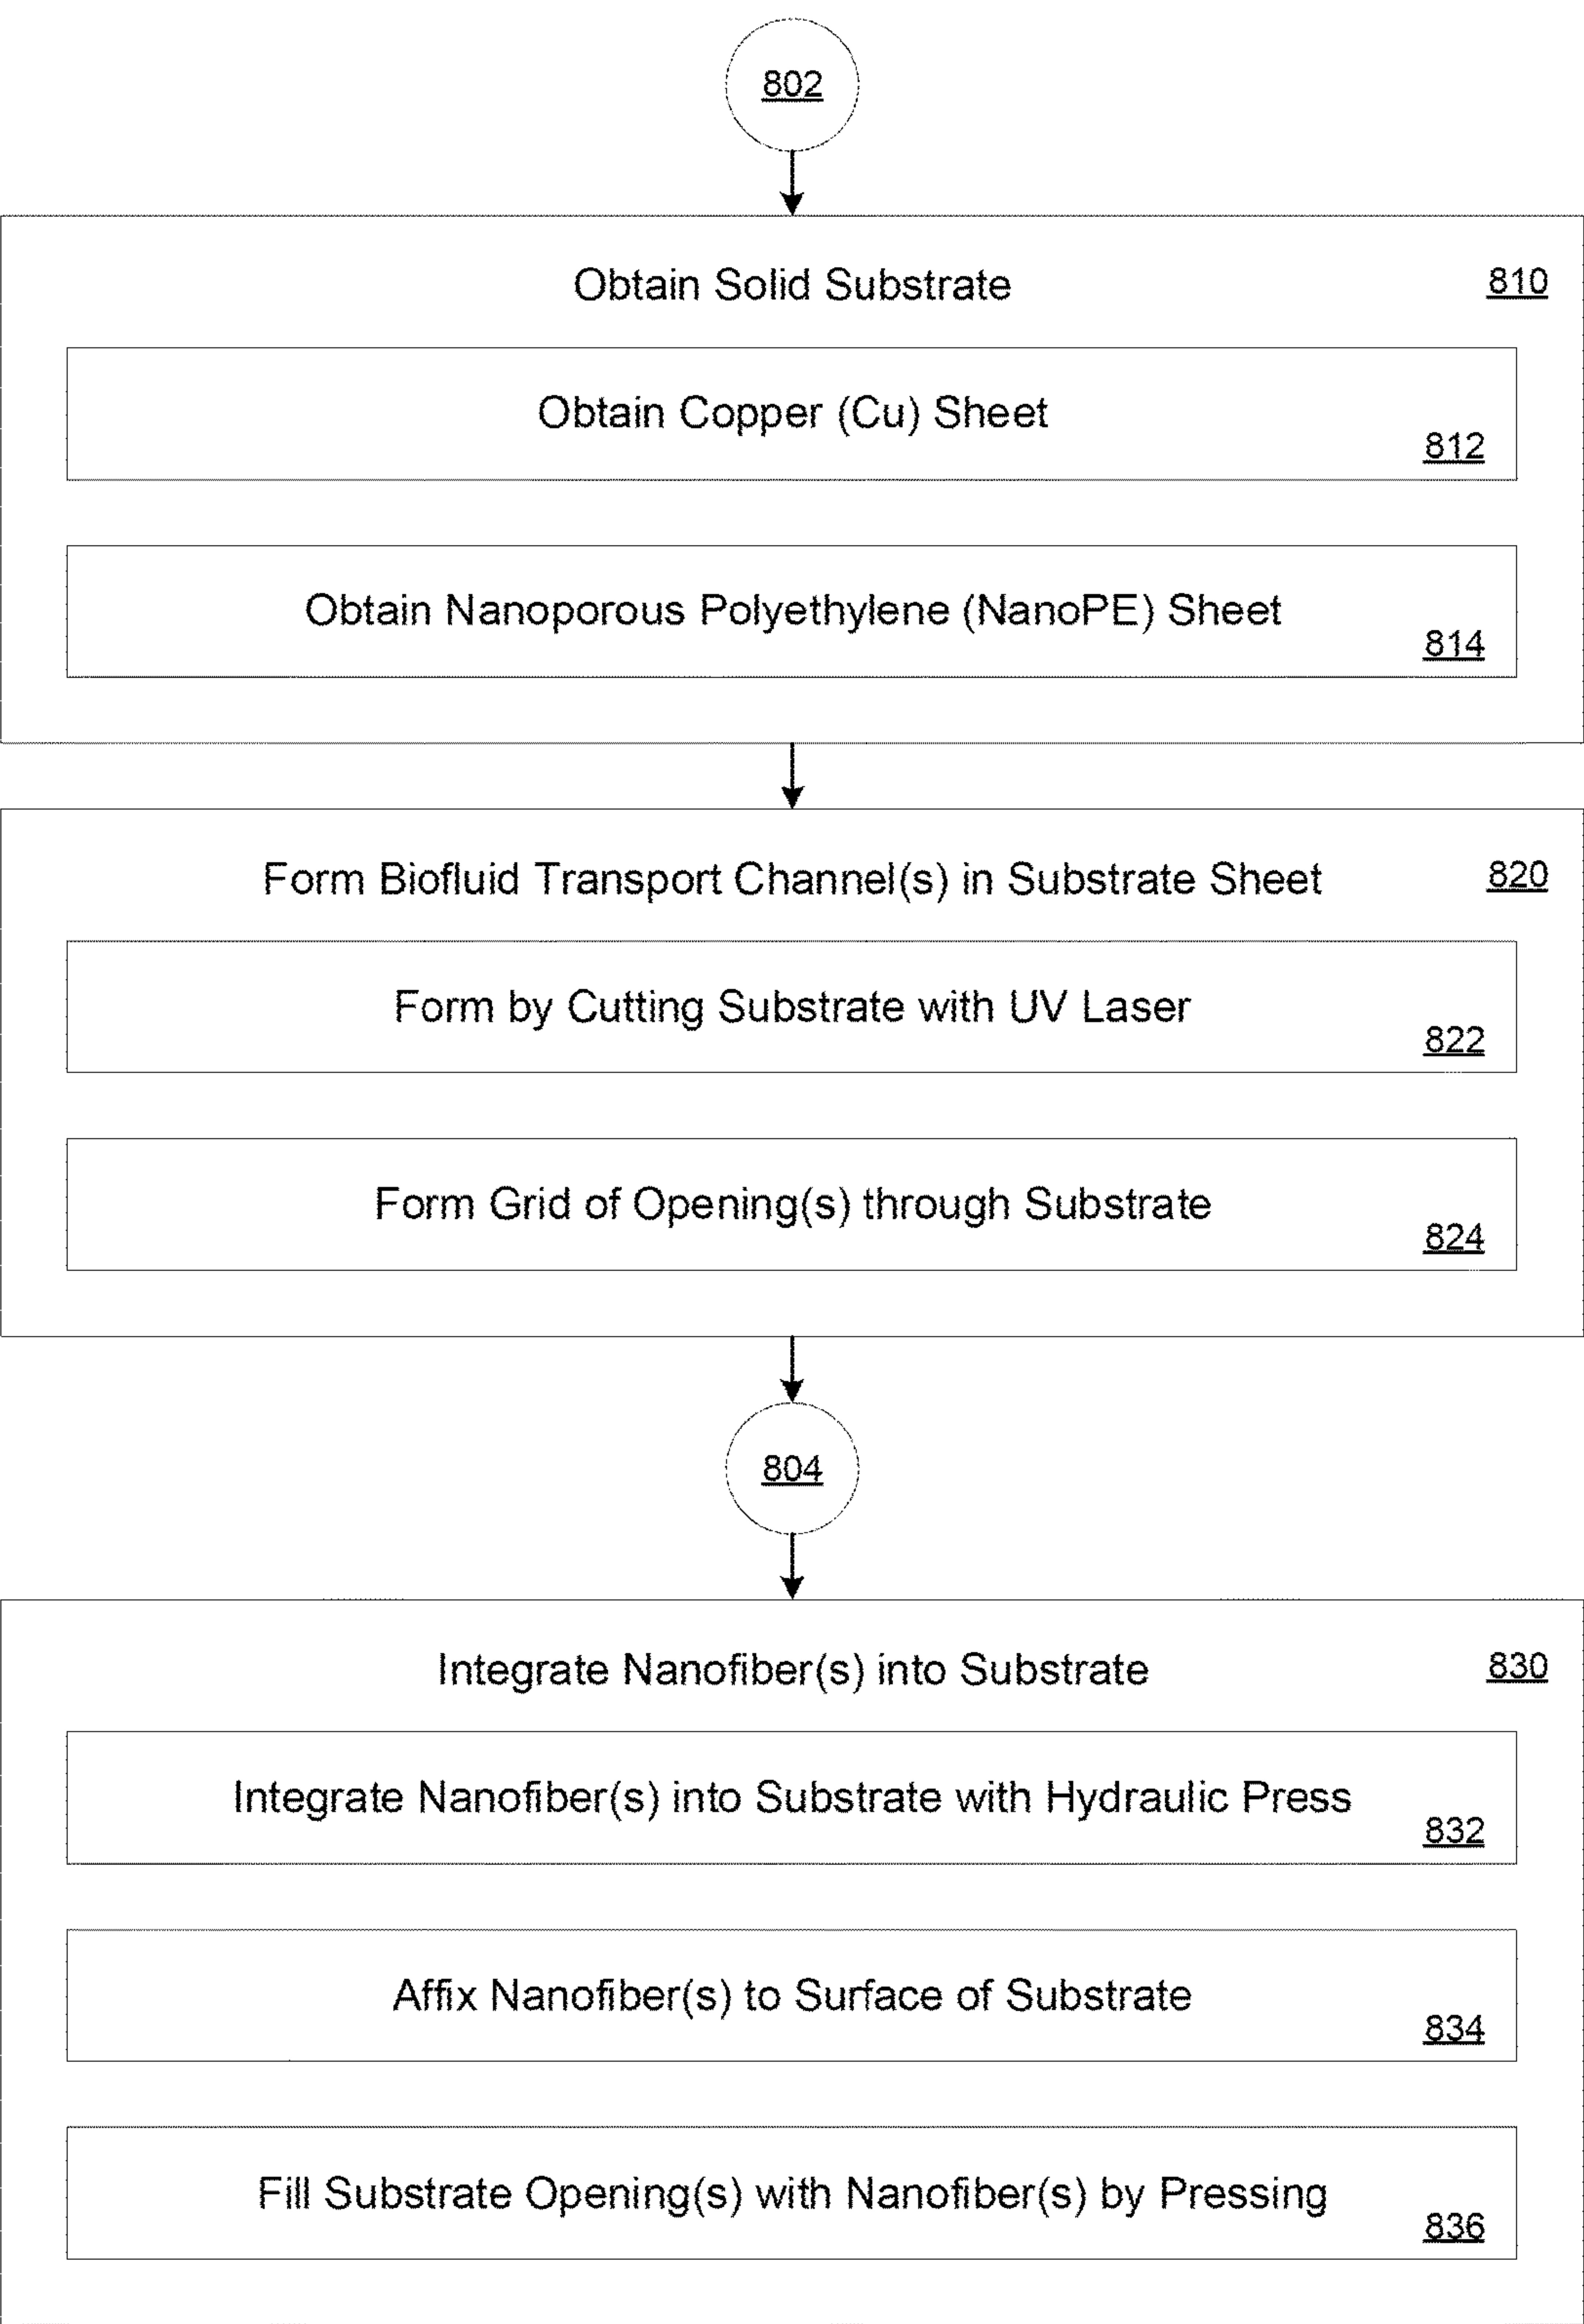 802
Obtain Solid Substrate 810
Obtain Copper (Cu) Sheet
812
Obtain Nanoporous Polyethylene (NanoPE) Sheet
814
Form Biofluid Transport Channel(s) in Substrate Sheet 820
Form by Cutting Substrate with UV Laser
822
Form Grid of Opening(s) through Substrate
824
804
Integrate Nanofiber(s) into Substrate 830
Integrate Nanofiber(s) into Substrate with Hydraulic Press
832
Affix Nanofiber(s) to Surface of Substrate
834
Fill Substrate Opening(s) with Nanofiber(s) by Pressing
836